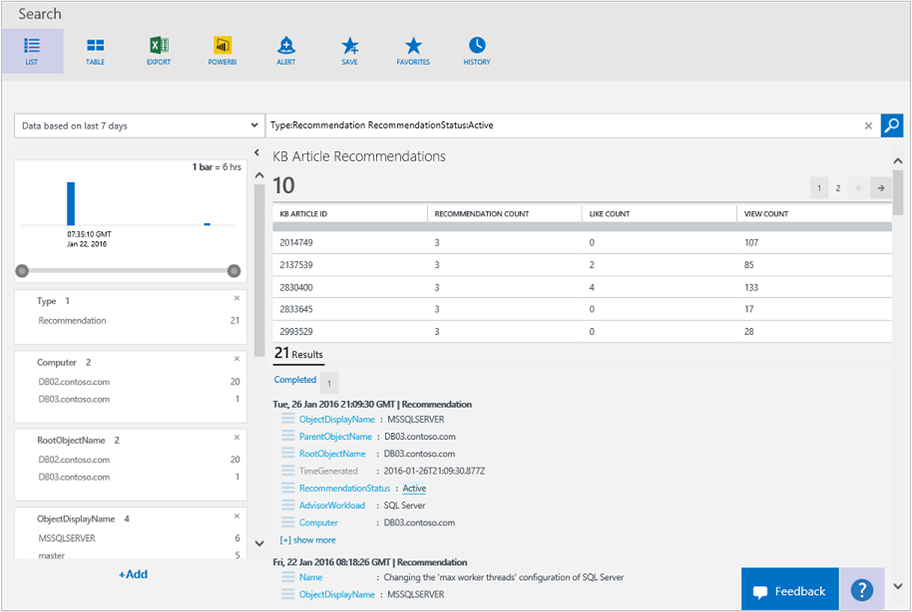 Search
LIST TABLE EXPORT POWERBI ALERT SAVE FAVORITES HISTORY
Data based on last 7 days
Type:Recommendation RecommendationStatus:Active
1 bar = 6 hrs
07:35:10 GMT
Jan 22, 2016
Type 1
Recommendation 21
Computer 2
DB02.contoso.com 20
DB03.contoso.com 1
RootObjectName 2
DB02.contoso.com 20
DB03.contoso.com 1
ObjectDisplayName 4
MSSQLSERVER 6
master 5
+Add
KB Article Recommendations
10
1 2
KB ARTICLE ID RECOMMENDATION COUNT LIKE COUNT VIEW COUNT
2014749 3 0 107
2137539 3 2 85
2830400 3 4 133
2833645 3 0 17
2993529 3 0 28
21 Results
Completed 1
Tue, 26 Jan 2016 21:09:30 GMT | Recommendation
ObjectDisplayName : MSSQLSERVER
ParentObjectName : DB03.contoso.com
RootObjectName : DB03.contoso.com
TimeGenerated : 2016-01-26T21:09:30.877Z
RecommendationStatus : Active
AdvisorWorkload : SQL Server
Computer : DB03.contoso.com
[+] show more
Fri, 22 Jan 2016 08:18:26 GMT | Recommendation
Name : Changing the 'max worker threads' configuration of SQL Server
ObjectDisplayName : MSSQLSERVER
Feedback ?